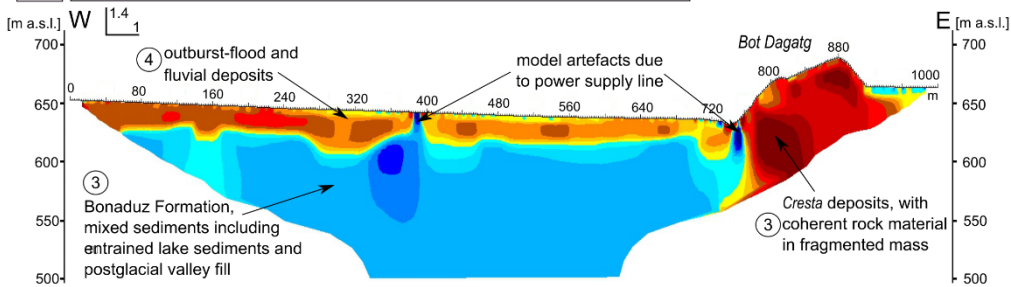 [m a.s.l.] W 1.4 1 E [m a.s.l.]
700 Bot Dagatg 700
④ outburst-flood and
fluvial deposits
model artefacts due
to power supply line
0 80 160 240 320 400 480 560 640 720 800 880 1000
m
650 650
600 600
550 550
500 500
③
Bonaduz Formation,
mixed sediments including
entrained lake sediments and
postglacial valley fill
Cresta deposits, with
③ coherent rock material
in fragmented mass